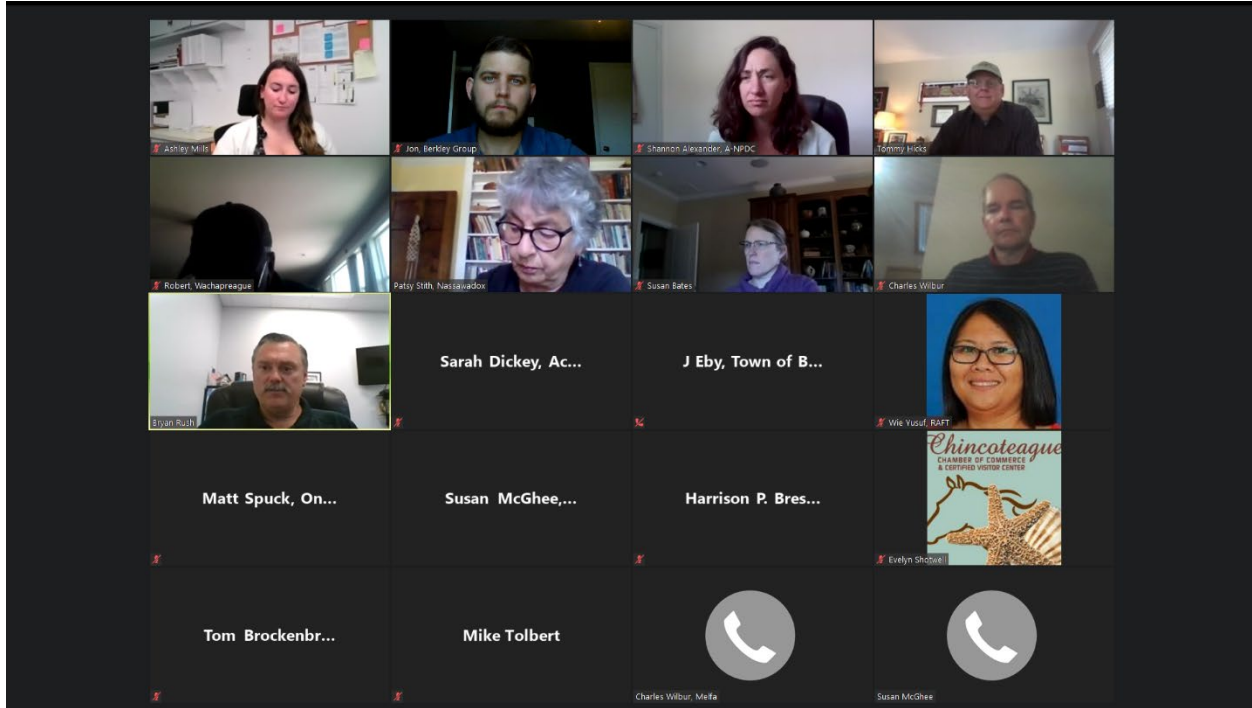 Ashley Mills
Jon, Berkley Group
Shannon Alexander, A-NPDC
Tommy Hicks
Robert, Wachapreague
Patsy Stith, Nassawadox
Susan Bates
Charles Wilbur
Bryan Rush
Sarah Dickey, Ac...
J Eby, Town of B...
Wie Yusuf, RAFT
Matt Spuck, On...
Susan McGhee,...
Harrison P. Bres...
Chincoteague
CHAMBER OF COMMERCE
& CERTIFIED VISITOR CENTER
Evelyn Shotwell
Tom Brockenbr...
Mike Tolbert
Charles Wilbur, Melfa
Susan McGhee